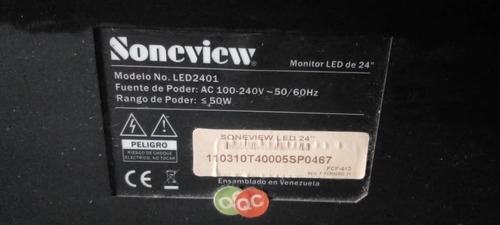 Soneview®
Monitor LED de 24"
Modelo No. LED2401
Fuente de Poder: AC 100-240V ~ 50/60Hz
Rango de Poder: ≤ 50W
PELIGRO
RIESGO DE CHOQUE
ELECTRICO, NO TOCAR
CE
SONEVIEW LED 24"
110310T40005SP0467
Ensamblado en Venezuela
QC
QC